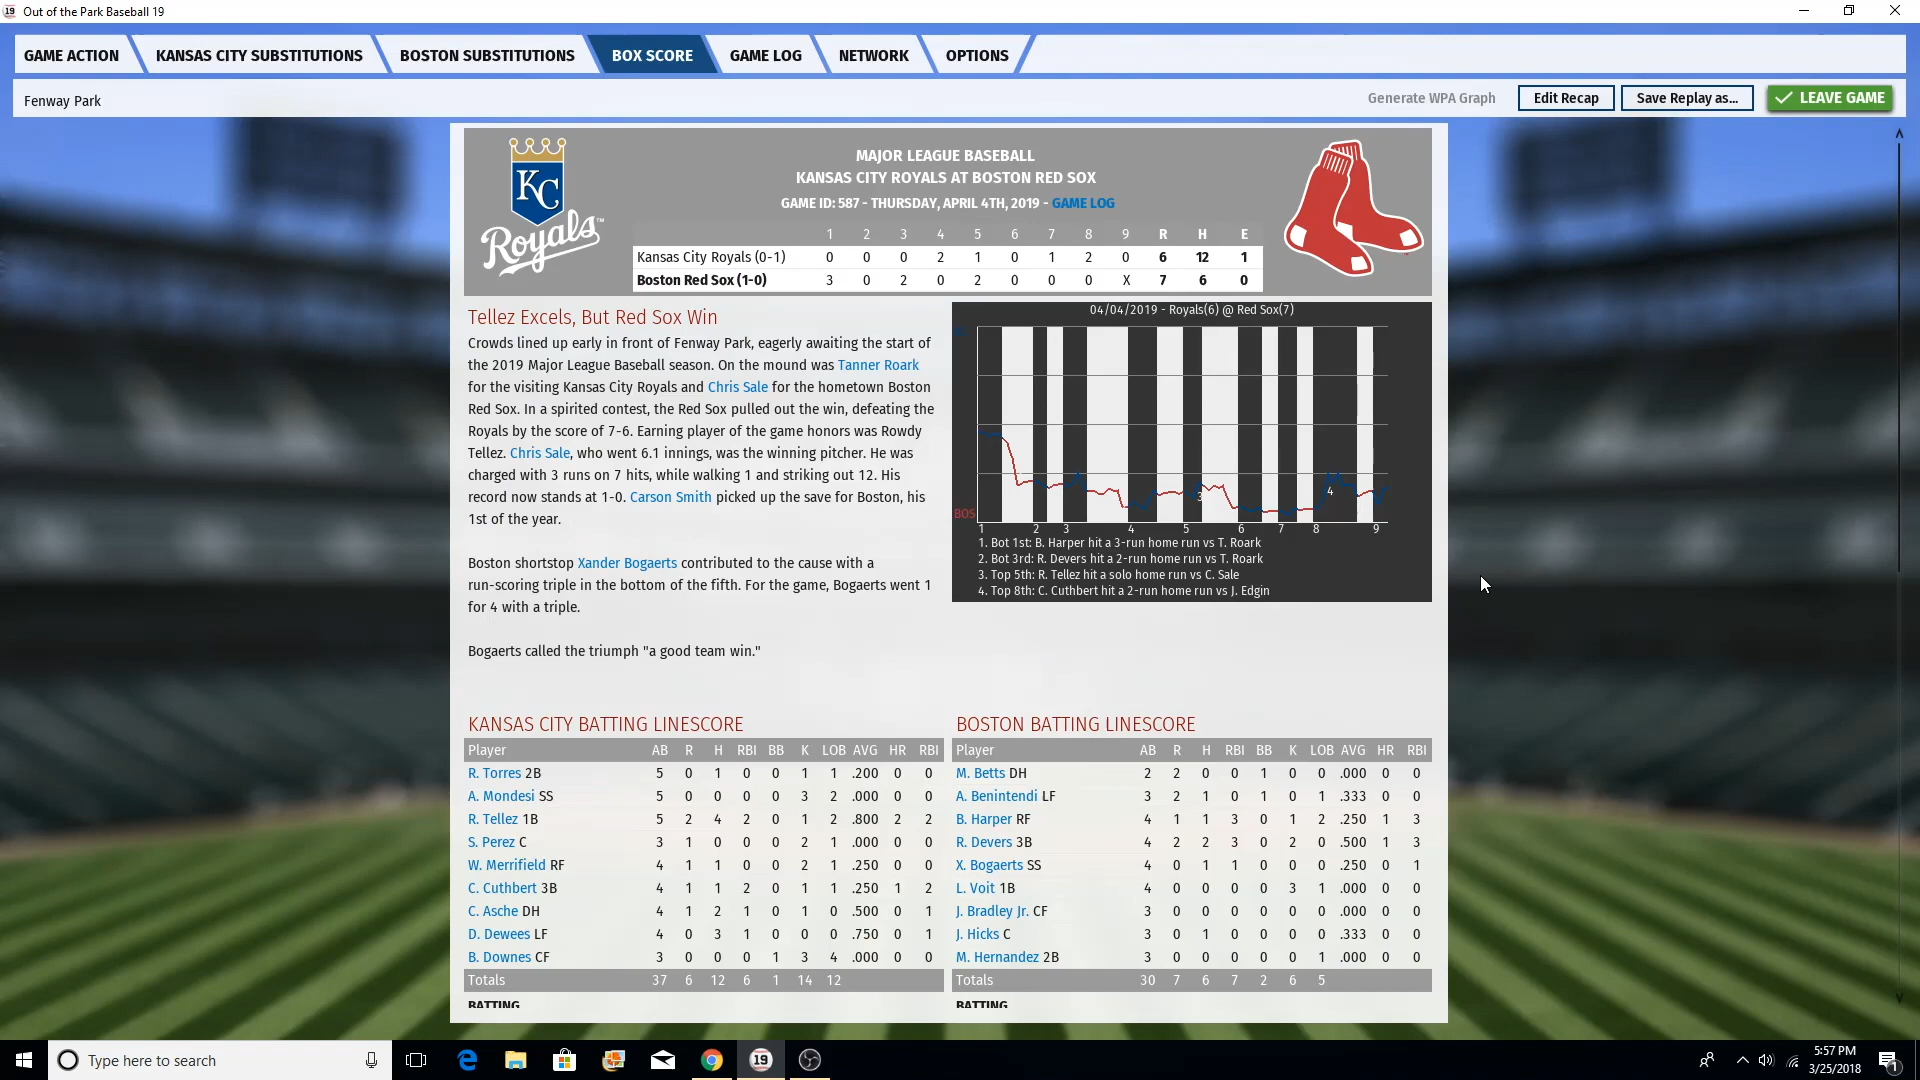 Out of the Park Baseball 19
GAME ACTION KANSAS CITY SUBSTITUTIONS BOSTON SUBSTITUTIONS BOX SCORE GAME LOG NETWORK OPTIONS
Fenway Park Generate WPA Graph Edit Recap Save Replay as... LEAVE GAME
KC
Royals
MAJOR LEAGUE BASEBALL
KANSAS CITY ROYALS AT BOSTON RED SOX
GAME ID: 587 - THURSDAY, APRIL 4TH, 2019 - GAME LOG
1 2 3 4 5 6 7 8 9 R H E
Kansas City Royals (0-1) 0 0 0 2 1 0 1 2 0 6 12 1
Boston Red Sox (1-0) 3 0 2 0 2 0 0 0 X 7 6 0
Tellez Excels, But Red Sox Win
Crowds lined up early in front of Fenway Park, eagerly awaiting the start of
the 2019 Major League Baseball season. On the mound was Tanner Roark
for the visiting Kansas City Royals and Chris Sale for the hometown Boston
Red Sox. In a spirited contest, the Red Sox pulled out the win, defeating the
Royals by the score of 7-6. Earning player of the game honors was Rowdy
Tellez. Chris Sale, who went 6.1 innings, was the winning pitcher. He was
charged with 3 runs on 7 hits, while walking 1 and striking out 12. His
record now stands at 1-0. Carson Smith picked up the save for Boston, his
1st of the year.
Boston shortstop Xander Bogaerts contributed to the cause with a
run-scoring triple in the bottom of the fifth. For the game, Bogaerts went 1
for 4 with a triple.
Bogaerts called the triumph "a good team win."
04/04/2019 - Royals(6) @ Red Sox(7)
3 4
BOS
1 2 3 4 5 6 7 8 9
1. Bot 1st: B. Harper hit a 3-run home run vs T. Roark
2. Bot 3rd: R. Devers hit a 2-run home run vs T. Roark
3. Top 5th: R. Tellez hit a solo home run vs C. Sale
4. Top 8th: C. Cuthbert hit a 2-run home run vs J. Edgin
KANSAS CITY BATTING LINESCORE
Player AB R H RBI BB K LOB AVG HR RBI
R. Torres 2B 5 0 1 0 0 1 1 .200 0 0
A. Mondesi SS 5 0 0 0 0 3 2 .000 0 0
R. Tellez 1B 5 2 4 2 0 1 2 .800 2 2
S. Perez C 3 1 0 0 0 2 1 .000 0 0
W. Merrifield RF 4 1 1 0 0 2 1 .250 0 0
C. Cuthbert 3B 4 1 1 2 0 1 1 .250 1 2
C. Asche DH 4 1 2 1 0 1 0 .500 0 1
D. Dewees LF 4 0 3 1 0 0 0 .750 0 1
B. Downes CF 3 0 0 0 1 3 4 .000 0 0
Totals 37 6 12 6 1 14 12
BATTING
BOSTON BATTING LINESCORE
Player AB R H RBI BB K LOB AVG HR RBI
M. Betts DH 2 2 0 0 1 0 0 .000 0 0
A. Benintendi LF 3 2 1 0 1 0 1 .333 0 0
B. Harper RF 4 1 1 3 0 1 2 .250 1 3
R. Devers 3B 4 2 2 3 0 2 0 .500 1 3
X. Bogaerts SS 4 0 1 1 0 0 0 .250 0 1
L. Voit 1B 4 0 0 0 0 3 1 .000 0 0
J. Bradley Jr. CF 3 0 0 0 0 0 0 .000 0 0
J. Hicks C 3 0 1 0 0 0 0 .333 0 0
M. Hernandez 2B 3 0 0 0 0 0 1 .000 0 0
Totals 30 7 6 7 2 6 5
BATTING
Type here to search
19
5:57 PM
3/25/2018
1